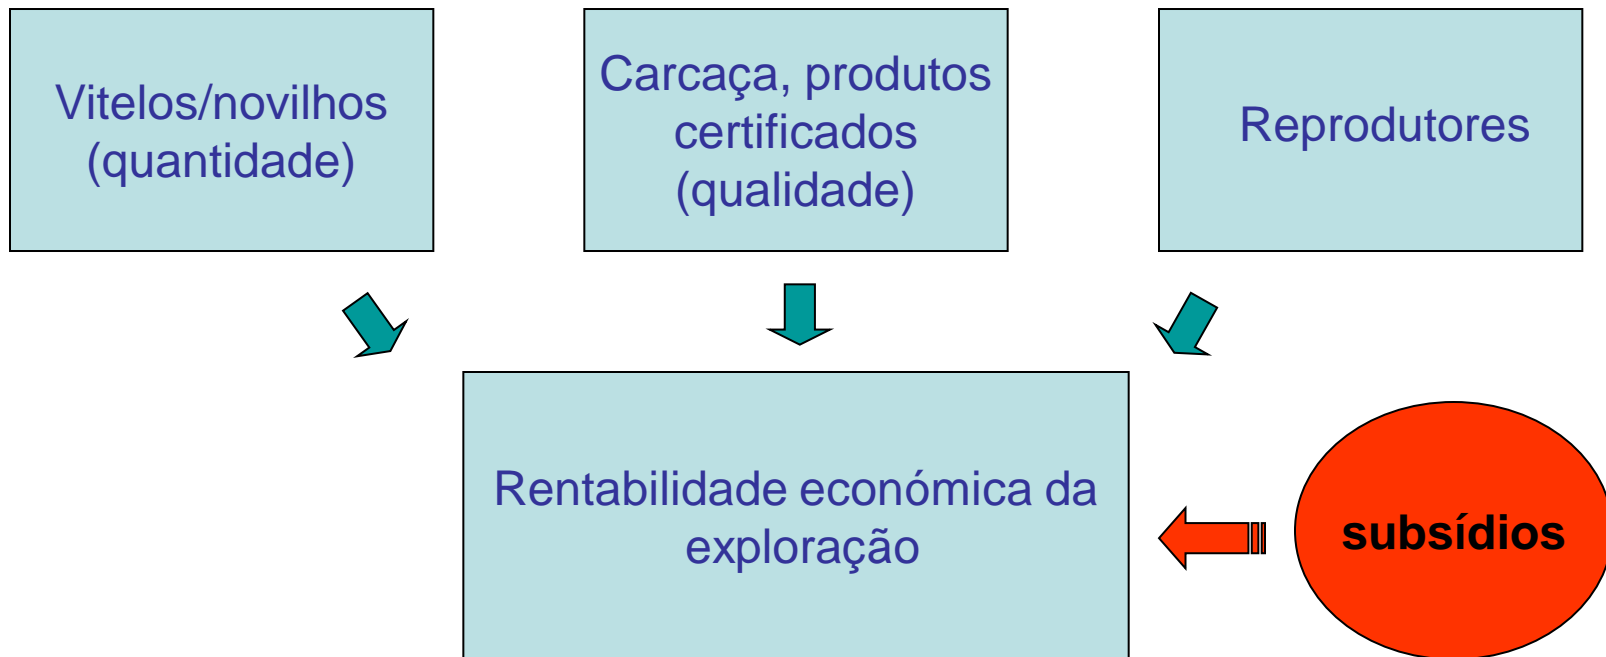 Vitelos/novilhos
(quantidade)
Carcaça, produtos
certificados
(qualidade)
Reprodutores
Rentabilidade económica da
exploração
subsídios